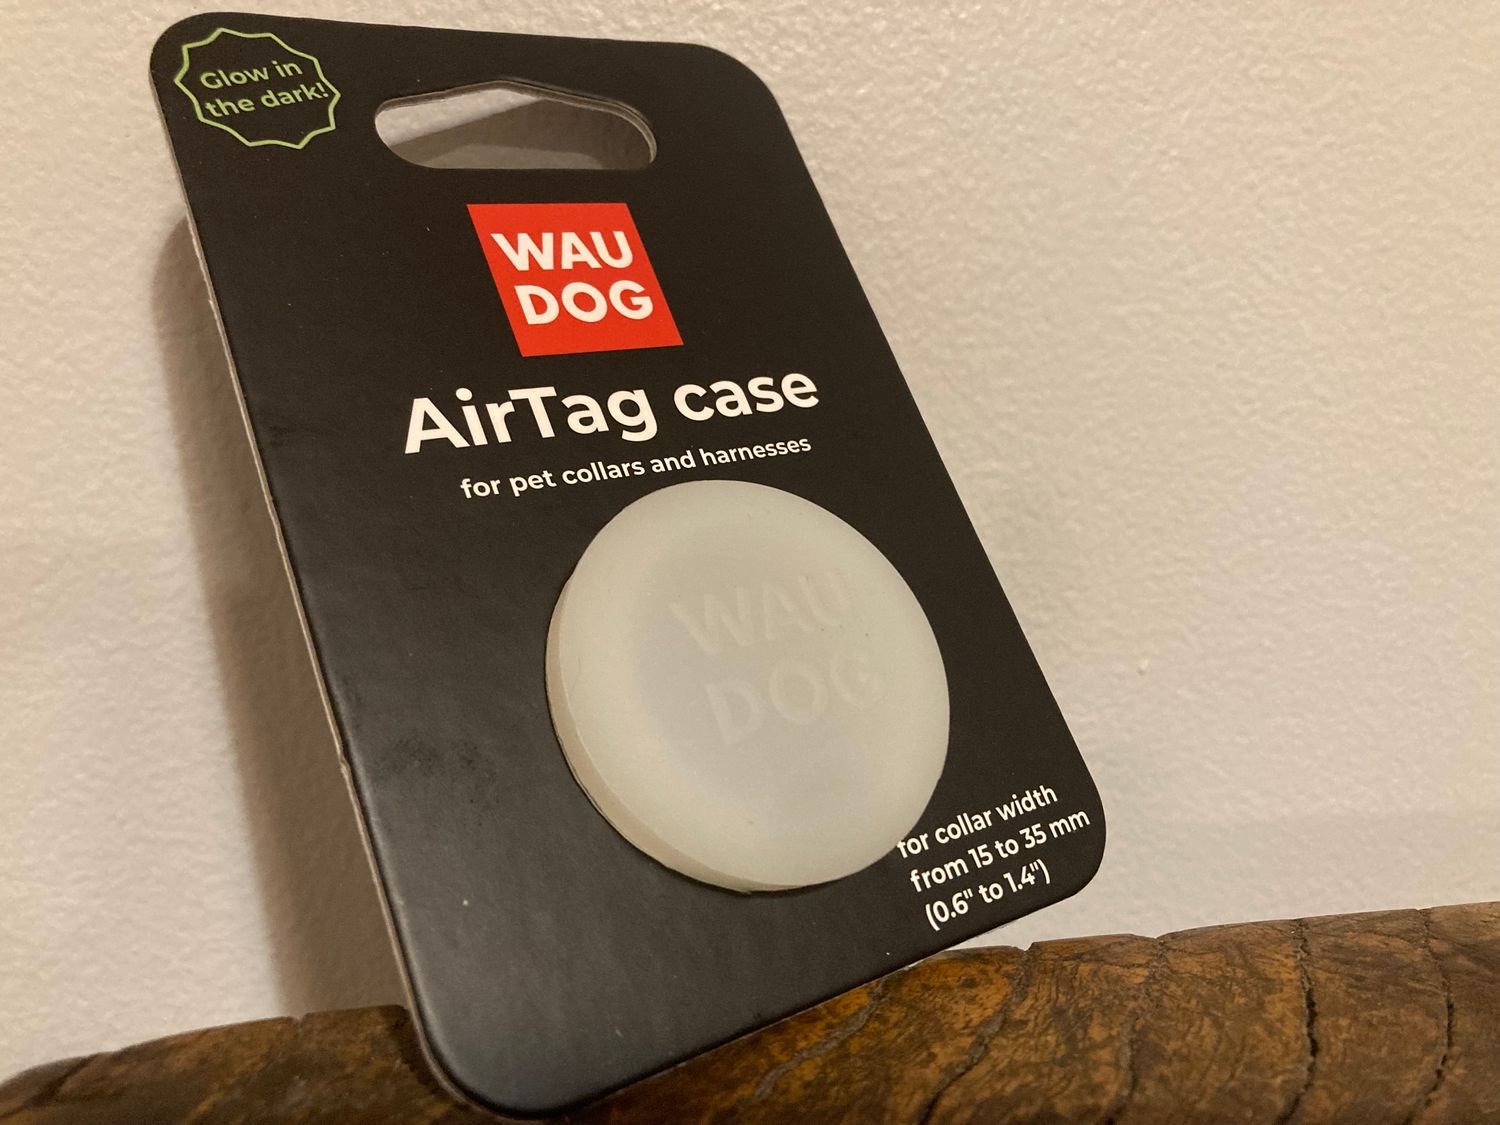 Glow in
the dark!
WAU
DOG
AirTag case
for pet collars and harnesses
WAU
DOG
for collar width
from 15 to 35 mm
(0.6" to 1.4")